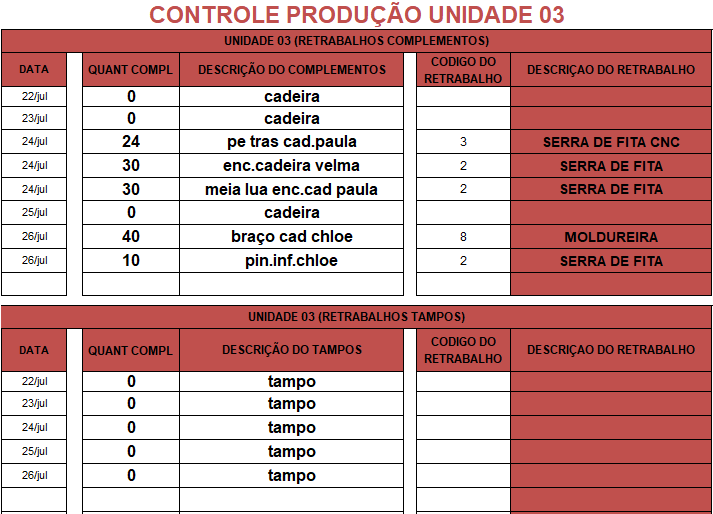 CONTROLE PRODUÇÃO UNIDADE 03
UNIDADE 03 (RETRABALHOS COMPLEMENTOS)
DATA QUANT COMPL DESCRIÇÃO DO COMPLEMENTOS CODIGO DO RETRABALHO DESCRIÇAO DO RETRABALHO
22/jul 0 cadeira
23/jul 0 cadeira
24/jul 24 pe tras cad.paula 3 SERRA DE FITA CNC
24/jul 30 enc.cadeira velma 2 SERRA DE FITA
24/jul 30 meia lua enc.cad paula 2 SERRA DE FITA
25/jul 0 cadeira
26/jul 40 braço cad chloe 8 MOLDUREIRA
26/jul 10 pin.inf.chloe 2 SERRA DE FITA
UNIDADE 03 (RETRABALHOS TAMPOS)
DATA QUANT COMPL DESCRIÇÃO DO TAMPOS CODIGO DO RETRABALHO DESCRIÇAO DO RETRABALHO
22/jul 0 tampo
23/jul 0 tampo
24/jul 0 tampo
25/jul 0 tampo
26/jul 0 tampo